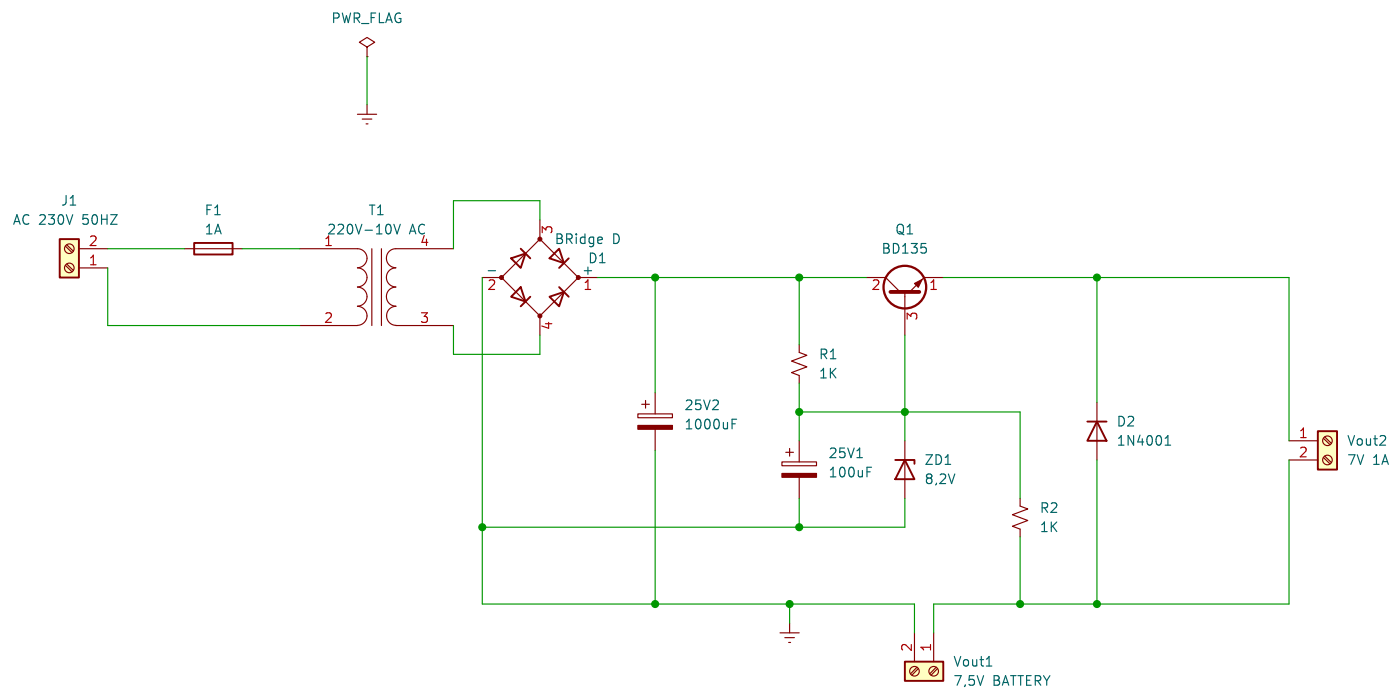 PWR_FLAG
J1
AC 230V 50HZ
2
1
F1
1A
T1
220V-10V AC
1
2
4
3
3
BRidge D
D1
-
2
+
1
4
Q1
BD135
2
1
3
R1
1K
+
25V2
1000uF
+
25V1
100uF
ZD1
8,2V
R2
1K
D2
1N4001
1
2
Vout2
7V 1A
2
1
Vout1
7,5V BATTERY